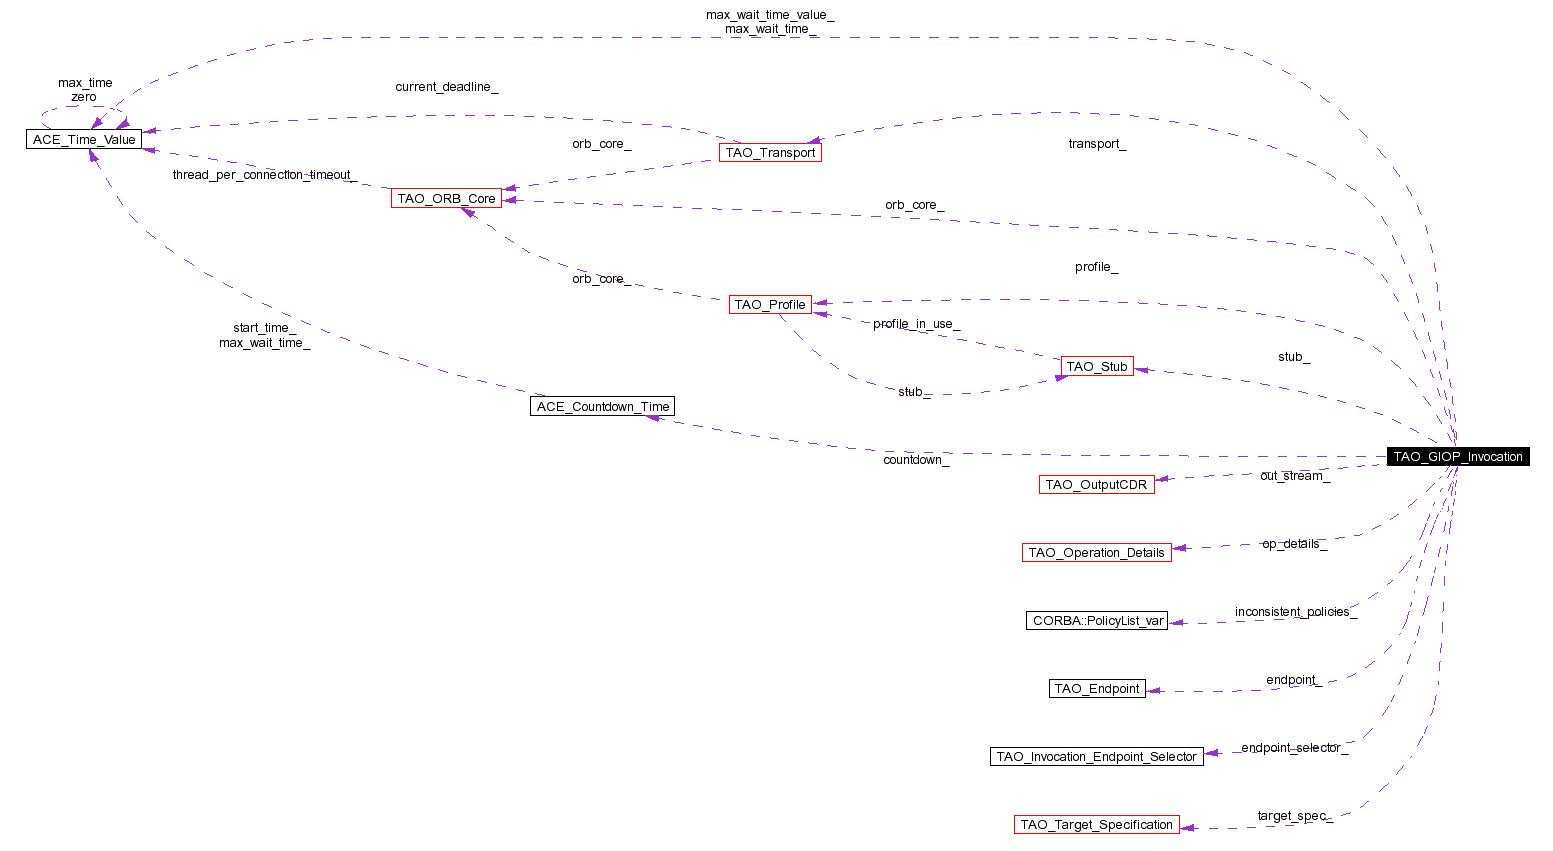 max_wait_time_value_
max_wait_time_
max_time
zero
current_deadline_
ACE_Time_Value
orb_core_
transport_
TAO_Transport
thread_per_connection_timeout_
TAO_ORB_Core
orb_core_
profile_
orb_core_
TAO_Profile
start_time_
max_wait_time_
profile_in_use_
stub_
TAO_Stub
stub_
ACE_Countdown_Time
countdown_
TAO_GIOP_Invocation
out_stream_
TAO_OutputCDR
op_details_
TAO_Operation_Details
inconsistent_policies_
CORBA::PolicyList_var
endpoint_
TAO_Endpoint
endpoint_selector_
TAO_Invocation_Endpoint_Selector
target_spec_
TAO_Target_Specification